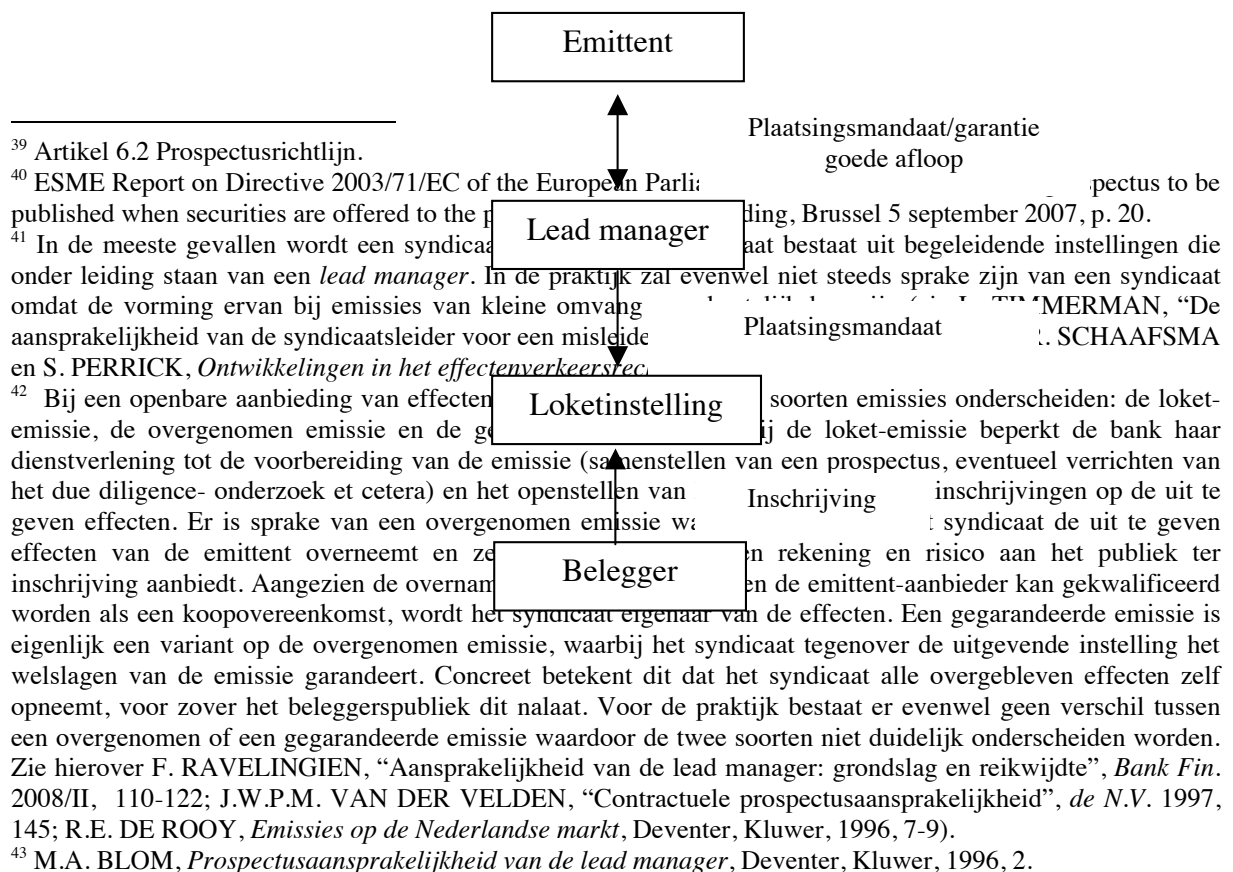 Emittent
Plaatsingsmandaat/garantie
goede afloop
39 Artikel 6.2 Prospectusrichtlijn.
40 ESME Report on Directive 2003/71/EC of the European spectus to be
published when securities are offered to the Lead manager ding, Brussel 5 september 2007, p. 20.
41 In de meeste gevallen wordt een bestaat uit begeleidende instellingen die
onder leiding staan van een lead manager. In de praktijk zal evenwel niet steeds sprake zijn van een syndicaat
omdat de vorming ervan bij emissies van kleine omvang TIMMERMAN, “De
aansprakelijkheid van de syndicaatsleider voor een Plaatsingsmandaat R. SCHAAFSMA
en S. PERRICK, Ontwikkelingen in het
42 Bij een openbare aanbieding van effecten Loketinstelling soorten emissies onderscheiden: de loket-
emissie, de overgenomen emissie en de de loket-emissie beperkt de bank haar
dienstverlening tot de voorbereiding van de emissie (samenstellen van een prospectus, eventueel verrichten van
het due diligence- onderzoek et cetera) en het openstellen van Inschrijving inschrijvingen op de uit te
geven effecten. Er is sprake van een overgenomen emissie syndicaat de uit te geven
effecten van de emittent overneemt en rekening en risico aan het publiek ter
inschrijving aanbiedt. Aangezien de Belegger de emittent-aanbieder kan gekwalificeerd
worden als een koopovereenkomst, wordt het syndicaat eigenaar van de effecten. Een gegarandeerde emissie is
eigenlijk een variant op de overgenomen emissie, waarbij het syndicaat tegenover de uitgevende instelling het
welslagen van de emissie garandeert. Concreet betekent dit dat het syndicaat alle overgebleven effecten zelf
opneemt, voor zover het beleggerspubliek dit nalaat. Voor de praktijk bestaat er evenwel geen verschil tussen
een overgenomen of een gegarandeerde emissie waardoor de twee soorten niet duidelijk onderscheiden worden.
Zie hierover F. RAVELINGIEN, “Aansprakelijkheid van de lead manager: grondslag en reikwijdte”, Bank Fin.
2008/II, 110-122; J.W.P.M. VAN DER VELDEN, “Contractuele prospectusaansprakelijkheid”, de N.V. 1997,
145; R.E. DE ROOY, Emissies op de Nederlandse markt, Deventer, Kluwer, 1996, 7-9).
43 M.A. BLOM, Prospectusaansprakelijkheid van de lead manager, Deventer, Kluwer, 1996, 2.